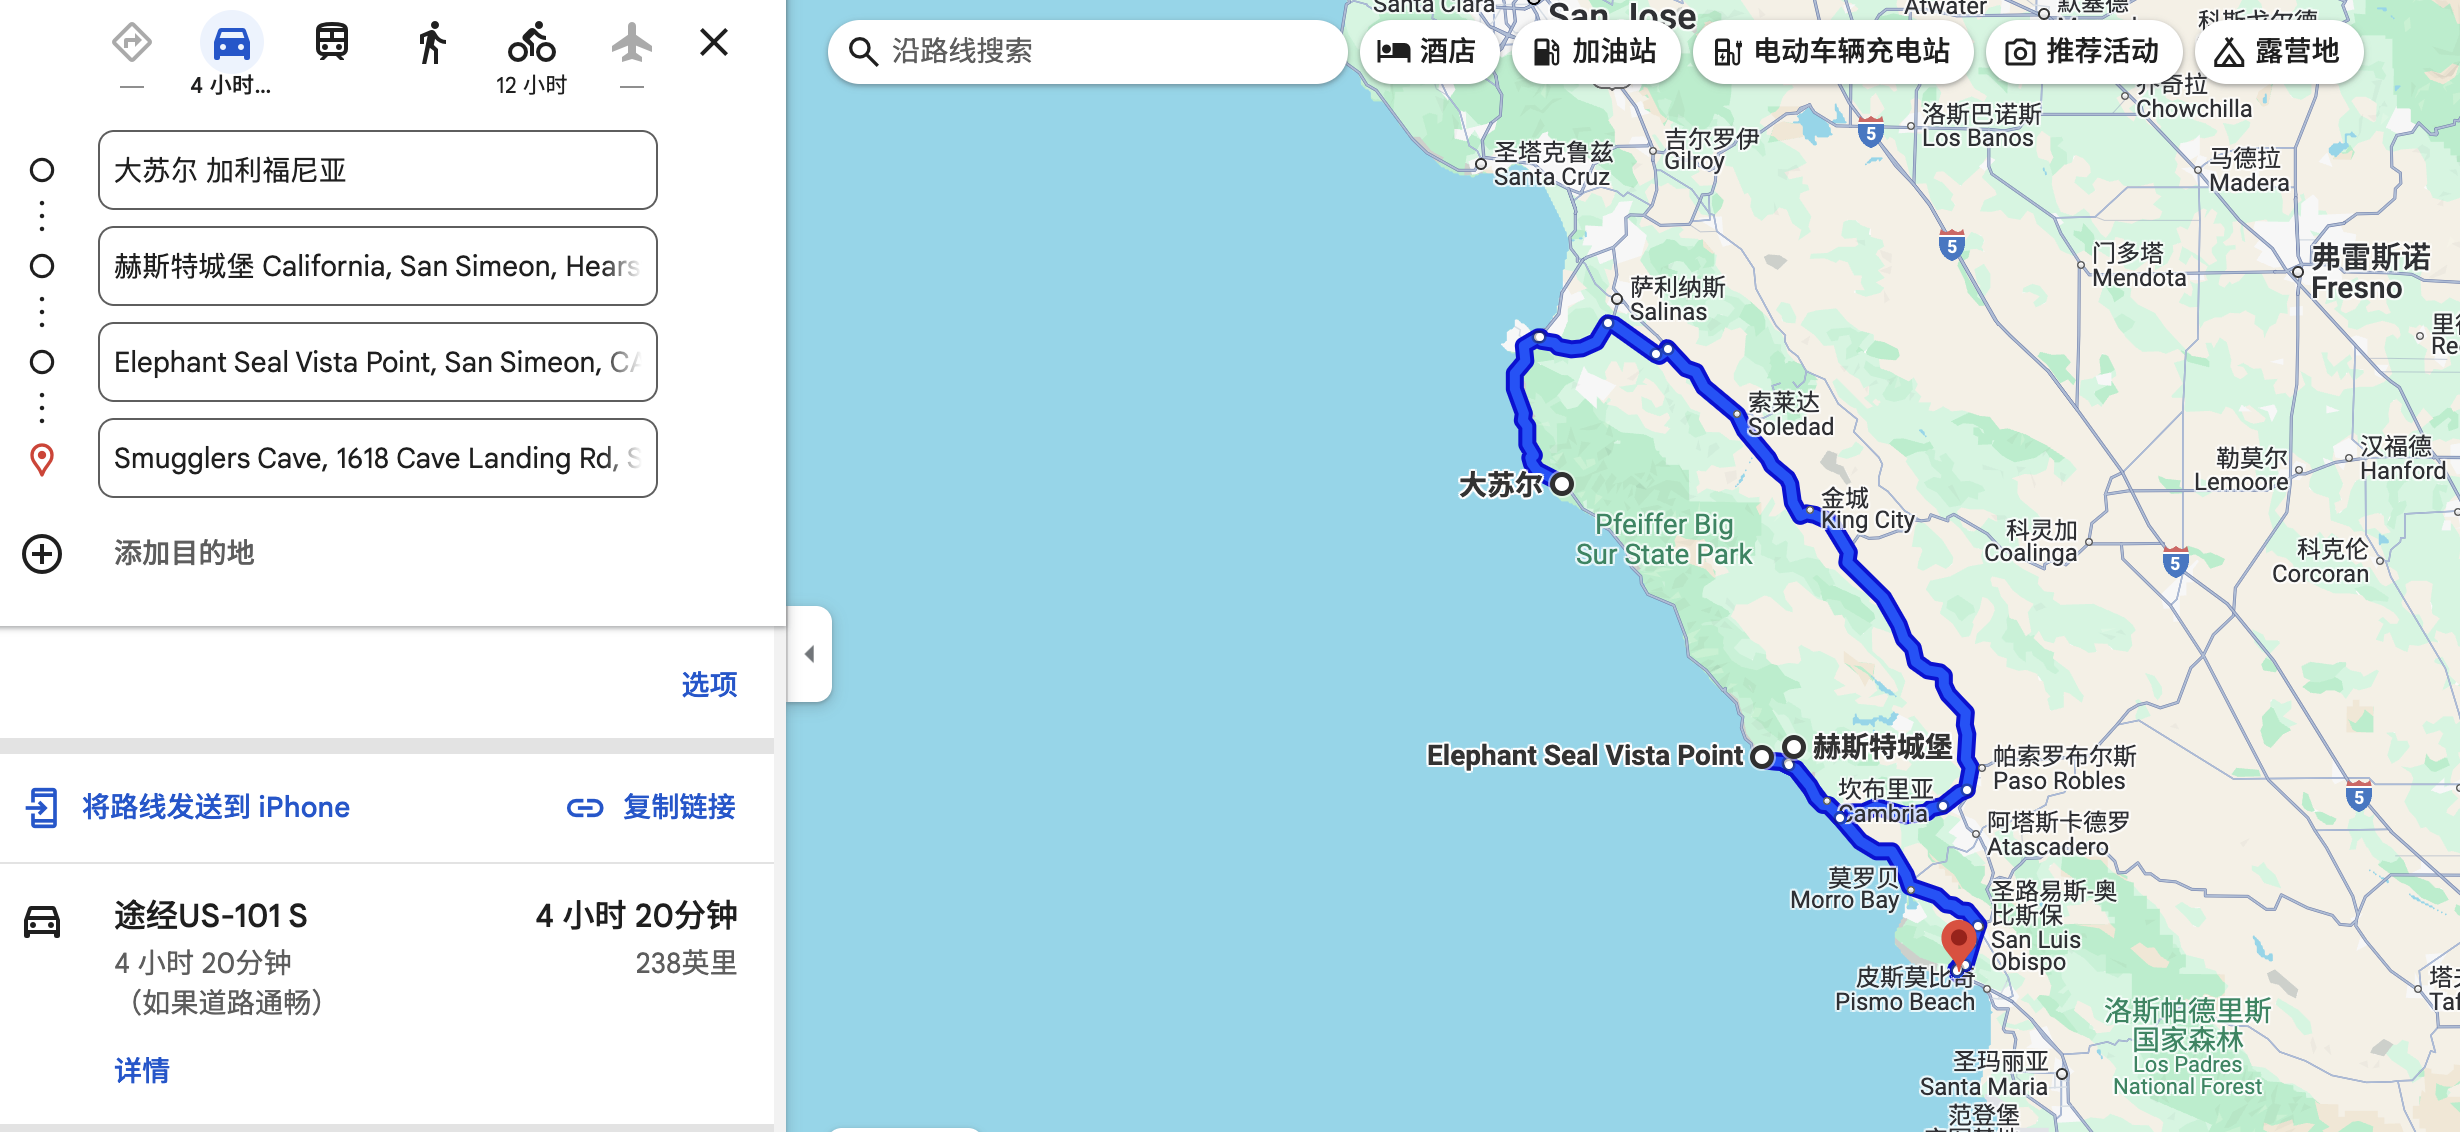 4 小时...
12 小时
大苏尔 加利福尼亚
赫斯特城堡 California, San Simeon, Hears
Elephant Seal Vista Point, San Simeon, CA
Smugglers Cave, 1618 Cave Landing Rd, S
添加目的地
选项
将路线发送到 iPhone
复制链接
途经US-101 S
4 小时 20分钟
4 小时 20分钟
238英里
（如果道路通畅）
详情
沿路线搜索
酒店
加油站
电动车辆充电站
推荐活动
露营地
Santa Clara
San Jose
Atwater
默塞德
科斯戈尔德
乔奇拉
Chowchilla
圣塔克鲁兹
Santa Cruz
吉尔罗伊
Gilroy
5
洛斯巴诺斯
Los Banos
马德拉
Madera
5
门多塔
Mendota
弗雷斯诺
Fresno
萨利纳斯
Salinas
索莱达
Soledad
大苏尔
Pfeiffer Big
Sur State Park
金城
King City
科灵加
Coalinga
5
勒莫尔
Lemoore
汉福德
Hanford
科克伦
Corcoran
Elephant Seal Vista Point
赫斯特城堡
坎布里亚
Cambria
帕索罗布尔斯
Paso Robles
5
阿塔斯卡德罗
Atascadero
莫罗贝
Morro Bay
圣路易斯-奥
比斯保
San Luis
Obispo
皮斯莫比奇
Pismo Beach
洛斯帕德里斯
国家森林
Los Padres
National Forest
圣玛丽亚
Santa Maria
范登堡